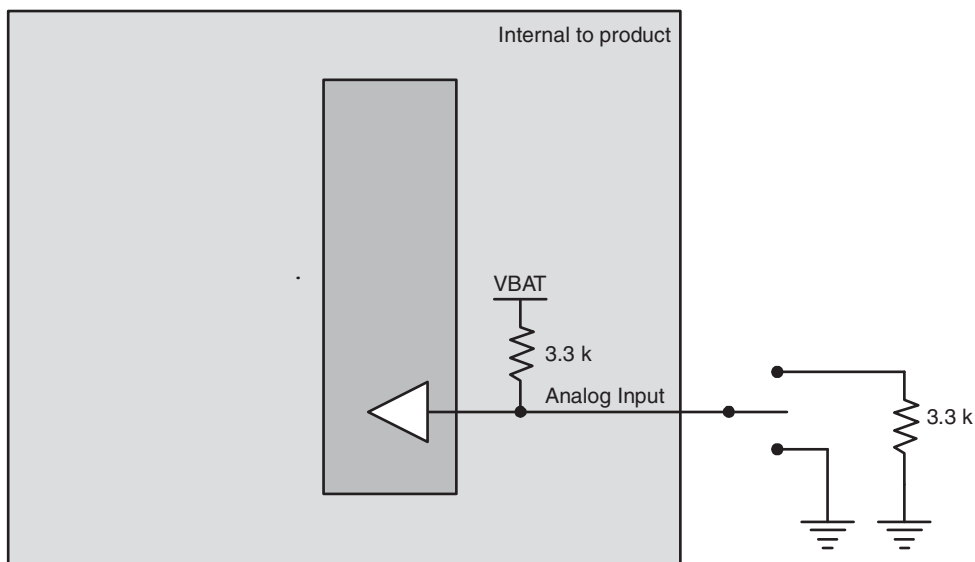 Internal to product
VBAT
3.3 k
Analog Input
3.3 k